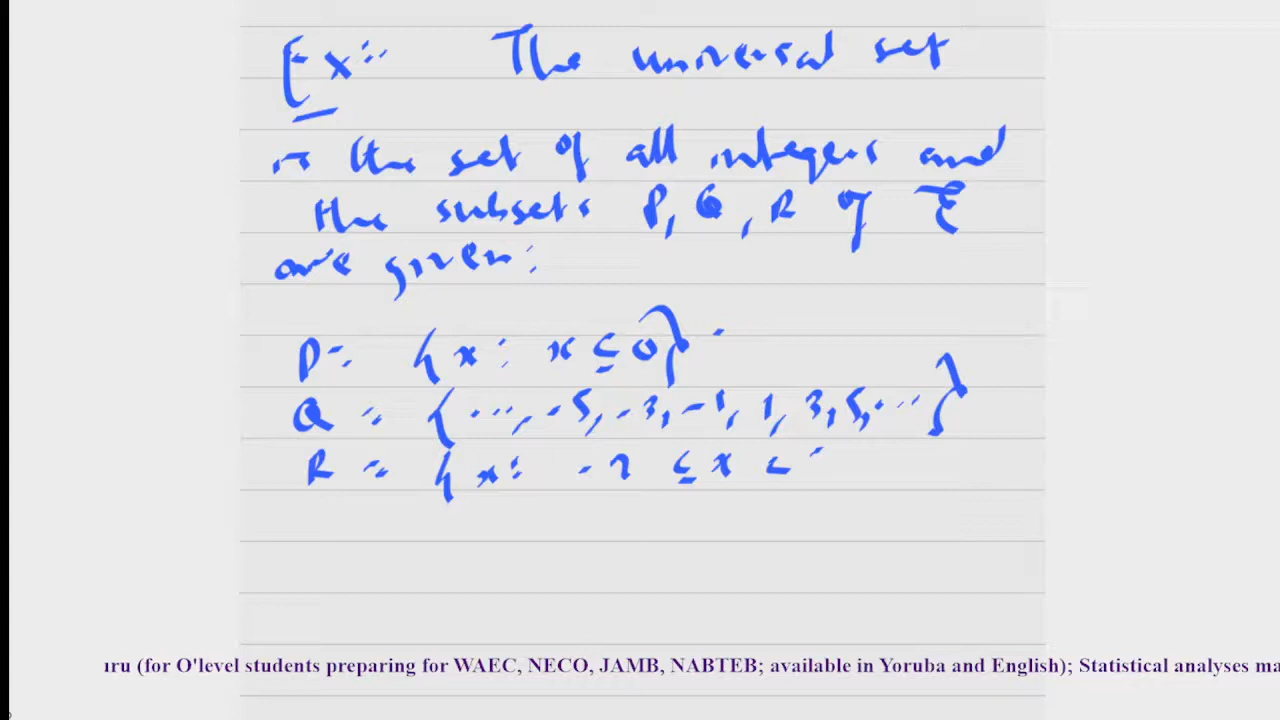 Ex:- The universal set
is the set of all integers and
the subsets P, Q, R of ξ
are given:
P = {x: x ≤ 0}
Q = {..., -5, -3, -1, 1, 3, 5, ...}
R = {x: -2 ≤ x <
uru (for O'level students preparing for WAEC, NECO, JAMB, NABTEB; available in Yoruba and English); Statistical analyses ma